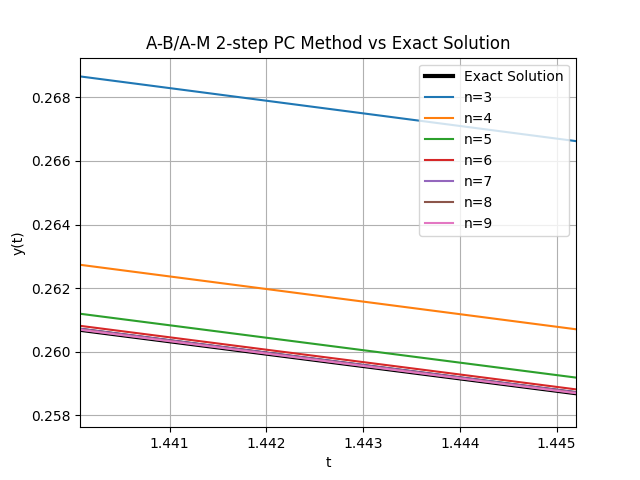 A-B/A-M 2-step PC Method vs Exact Solution
Exact Solution
n=3
n=4
n=5
n=6
n=7
n=8
n=9
y(t)
0.268
0.266
0.264
0.262
0.260
0.258
1.441 1.442 1.443 1.444 1.445
t